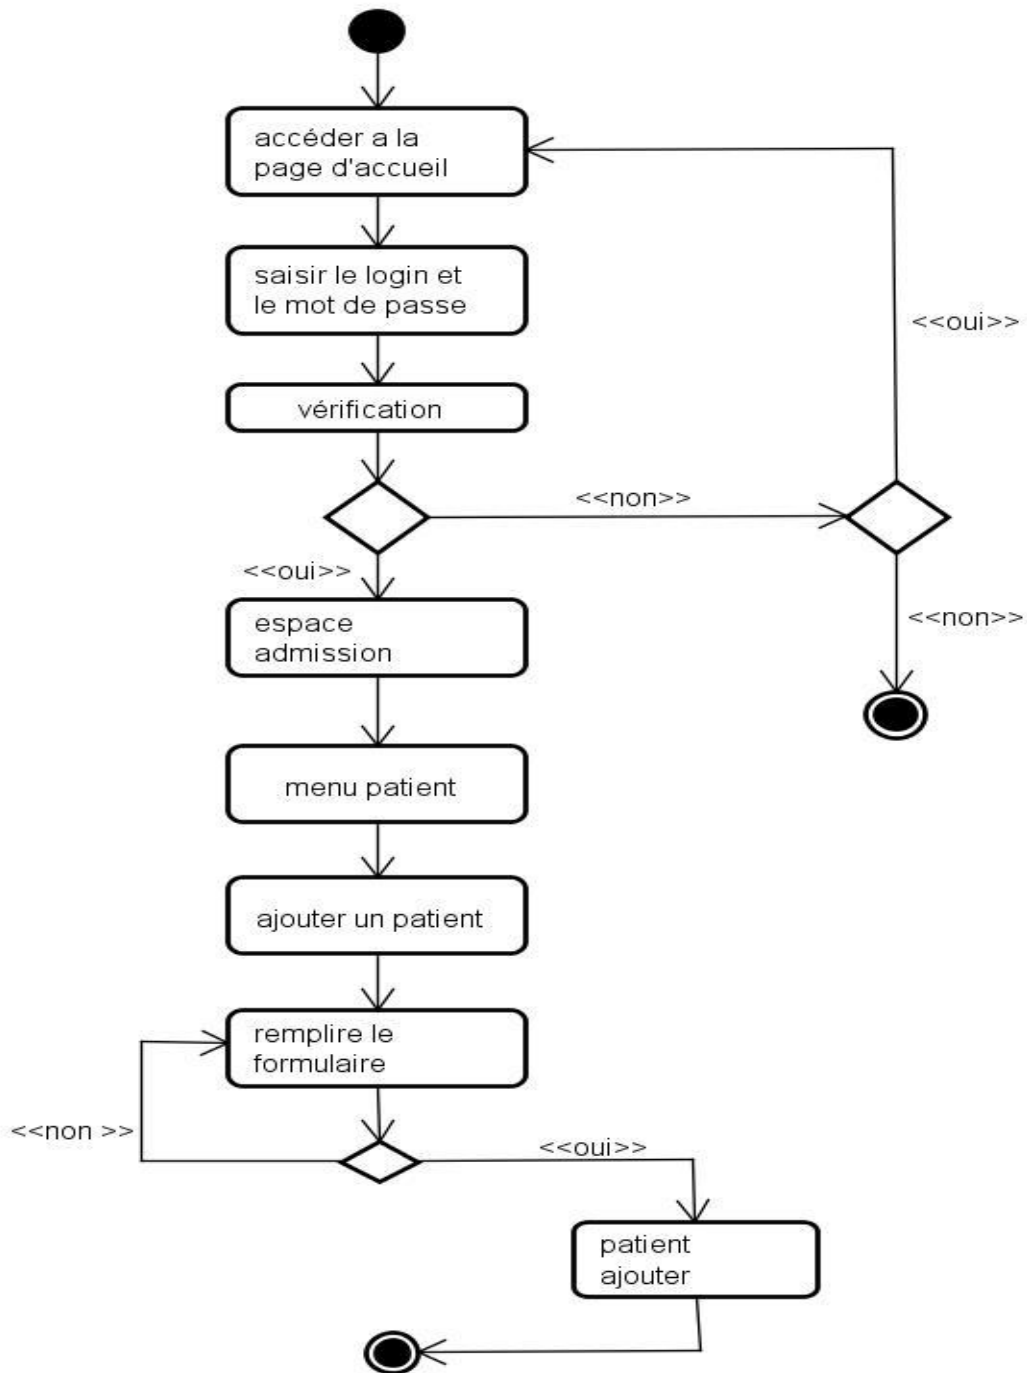 accéder a la
page d'accueil
saisir le login et
le mot de passe
<<oui>>
vérification
<<non>>
<<oui>>
espace
admission
<<non>>
menu patient
ajouter un patient
remplire le
formulaire
<<non >>
<<oui>>
patient
ajouter